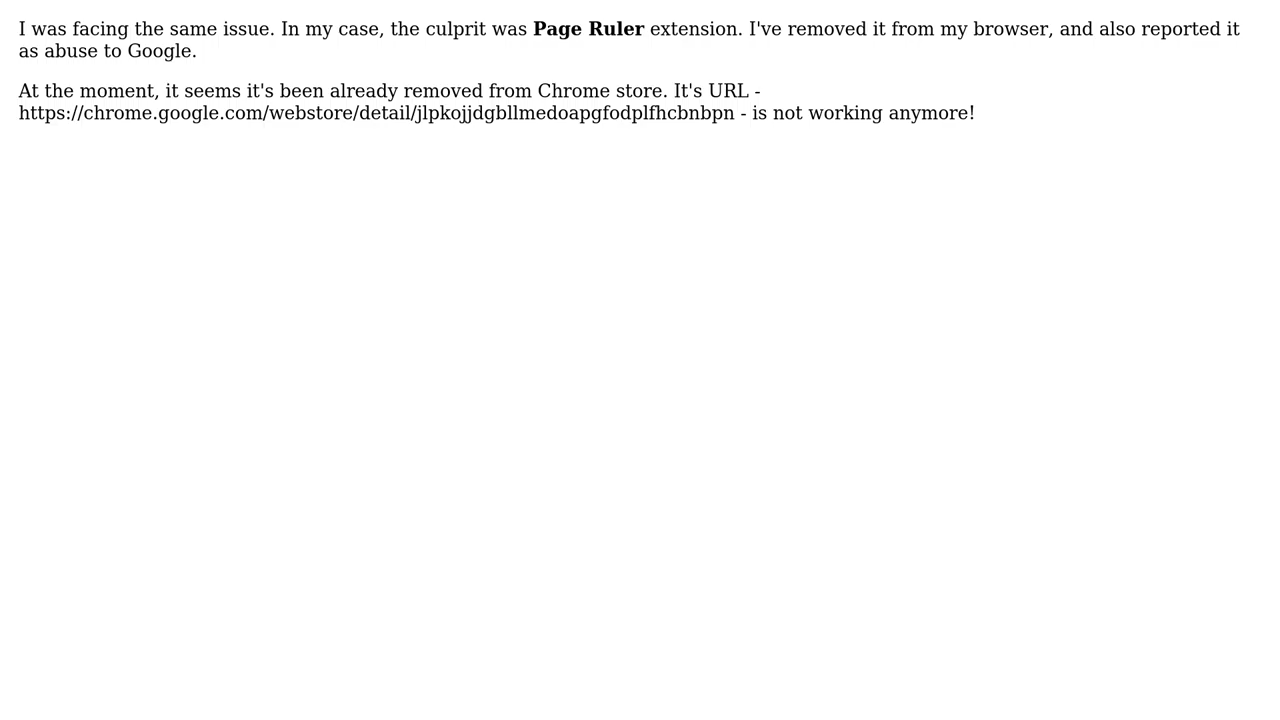 I was facing the same issue. In my case, the culprit was Page Ruler extension. I've removed it from my browser, and also reported it
as abuse to Google.
At the moment, it seems it's been already removed from Chrome store. It's URL -
https://chrome.google.com/webstore/detail/jlpkojjdgbllmedoapgfodplfhcbnbpn - is not working anymore!